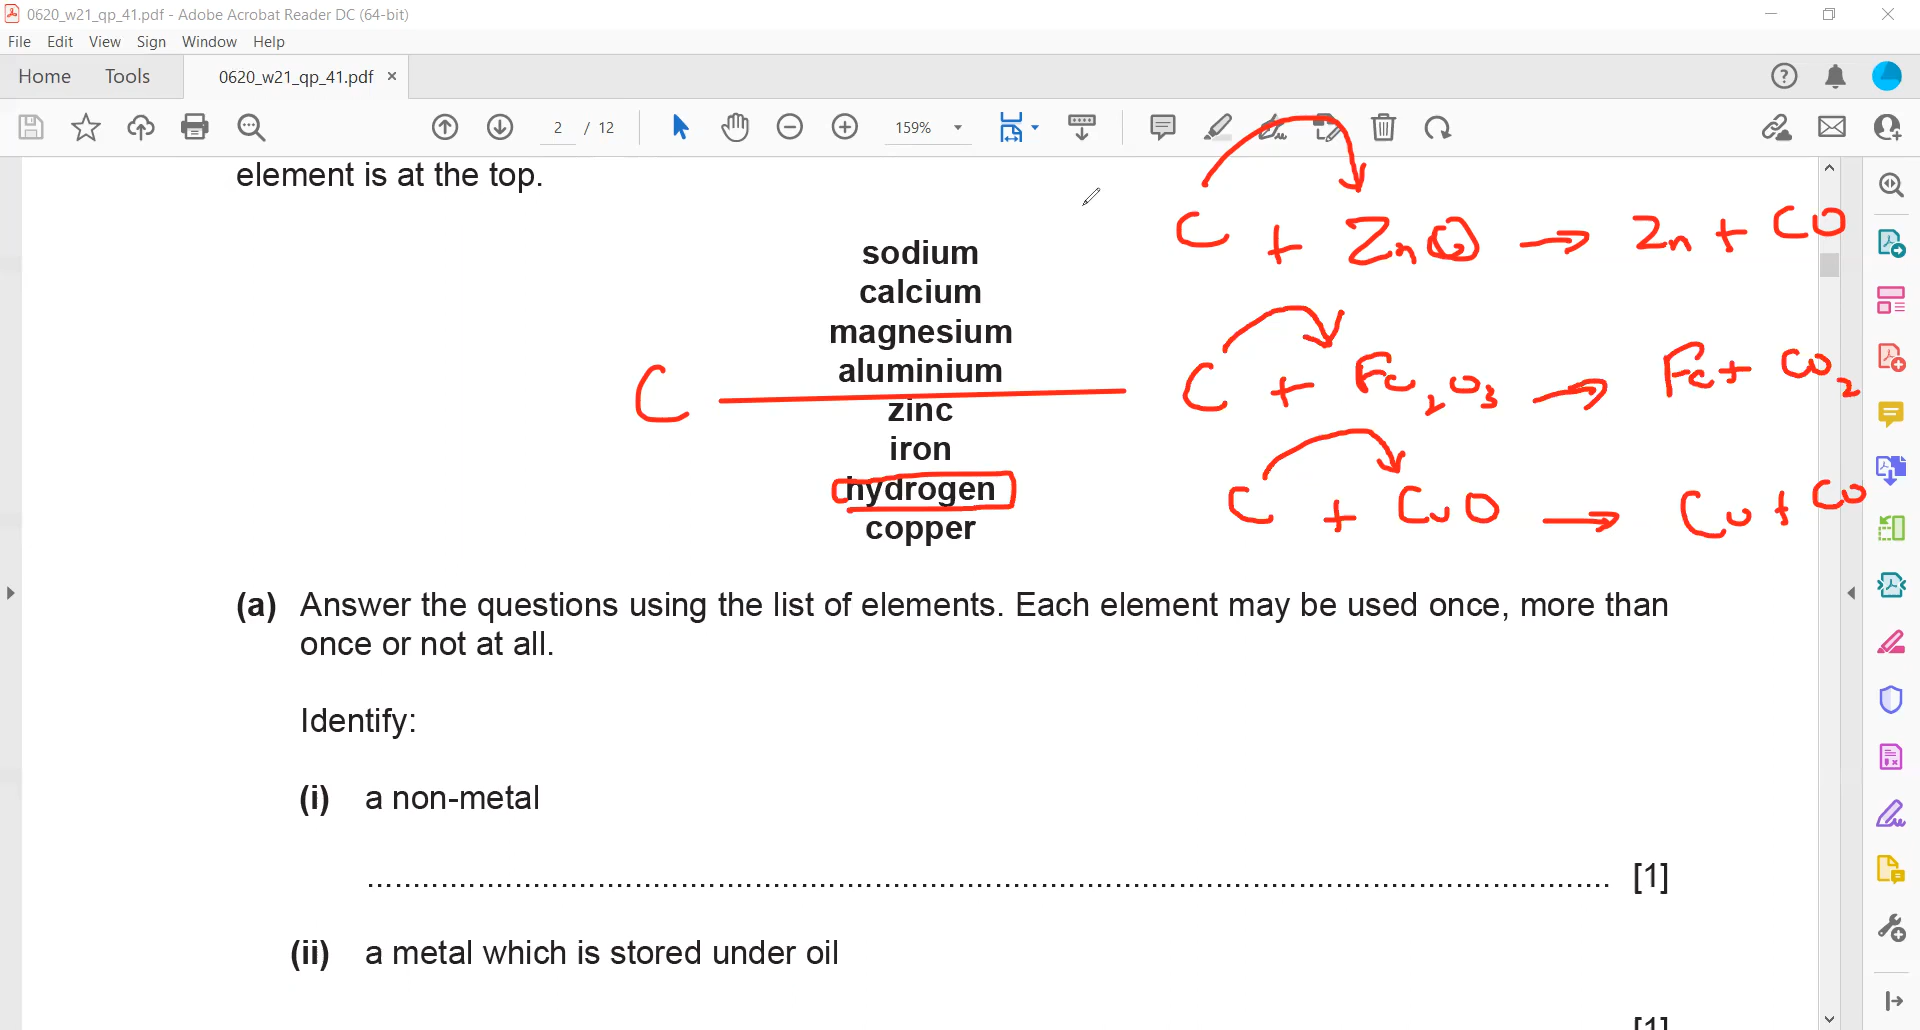 0620_w21_qp_41.pdf - Adobe Acrobat Reader DC (64-bit)
File Edit View Sign Window Help
Home Tools 0620_w21_qp_41.pdf ×
2 / 12 159%
element is at the top.
C + ZnO → Zn + CO
sodium
calcium
magnesium
aluminium
C
C + Fe2O3 → Fe + CO2
zinc
iron
hydrogen
C + CuO → Cu + CO
copper
(a) Answer the questions using the list of elements. Each element may be used once, more than
once or not at all.
Identify:
(i) a non-metal
[1]
(ii) a metal which is stored under oil
[1]